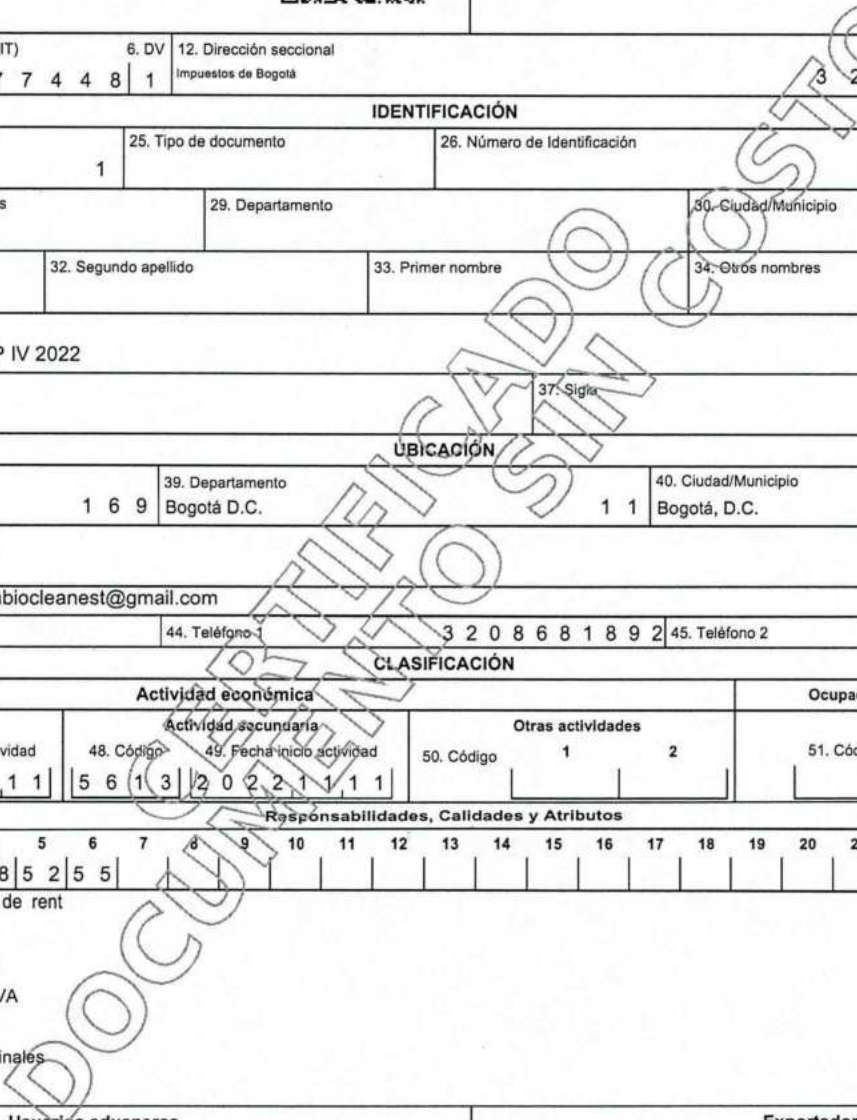 IT) 6. DV 12. Dirección seccional
7 7 4 4 8 1 Impuestos de Bogotá 3 2
IDENTIFICACIÓN
25. Tipo de documento 26. Número de Identificación
1
s 29. Departamento 30. Ciudad/Municipio
32. Segundo apellido 33. Primer nombre 34. Otros nombres
P IV 2022
37. Sigla
UBICACIÓN
39. Departamento 40. Ciudad/Municipio
1 6 9 Bogotá D.C. 1 1 Bogotá, D.C.
biocleanest@gmail.com
44. Teléfono 1 3 2 0 8 6 8 1 8 9 2 45. Teléfono 2
CLASIFICACIÓN
Actividad económica Ocupa
Actividad secundaria Otras actividades
vidad 48. Código 49. Fecha inicio actividad 50. Código 1 2 51. Có
1 1 5 6 1 3 2 0 2 2 1 1 1 1
Responsabilidades, Calidades y Atributos
5 6 7 8 9 10 11 12 13 14 15 16 17 18 19 20 2
8 5 2 5 5
de rent
VA
inales
Usuarios aduaneros Exportador
CERTIFICADO
DOCUMENTO SIN COSTO